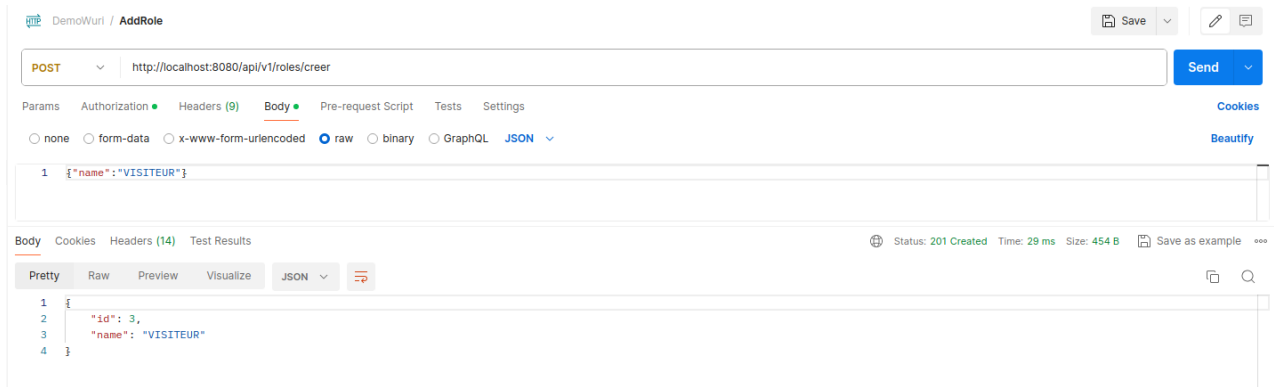 HTTP DemoWuri / AddRole Save
POST http://localhost:8080/api/v1/roles/creer Send
Params Authorization Headers (9) Body Pre-request Script Tests Settings Cookies
none form-data x-www-form-urlencoded raw binary GraphQL JSON Beautify
1 {"name":"VISITEUR"}
Body Cookies Headers (14) Test Results Status: 201 Created Time: 29 ms Size: 454 B Save as example
Pretty Raw Preview Visualize JSON
1 {
2 "id": 3,
3 "name": "VISITEUR"
4 }